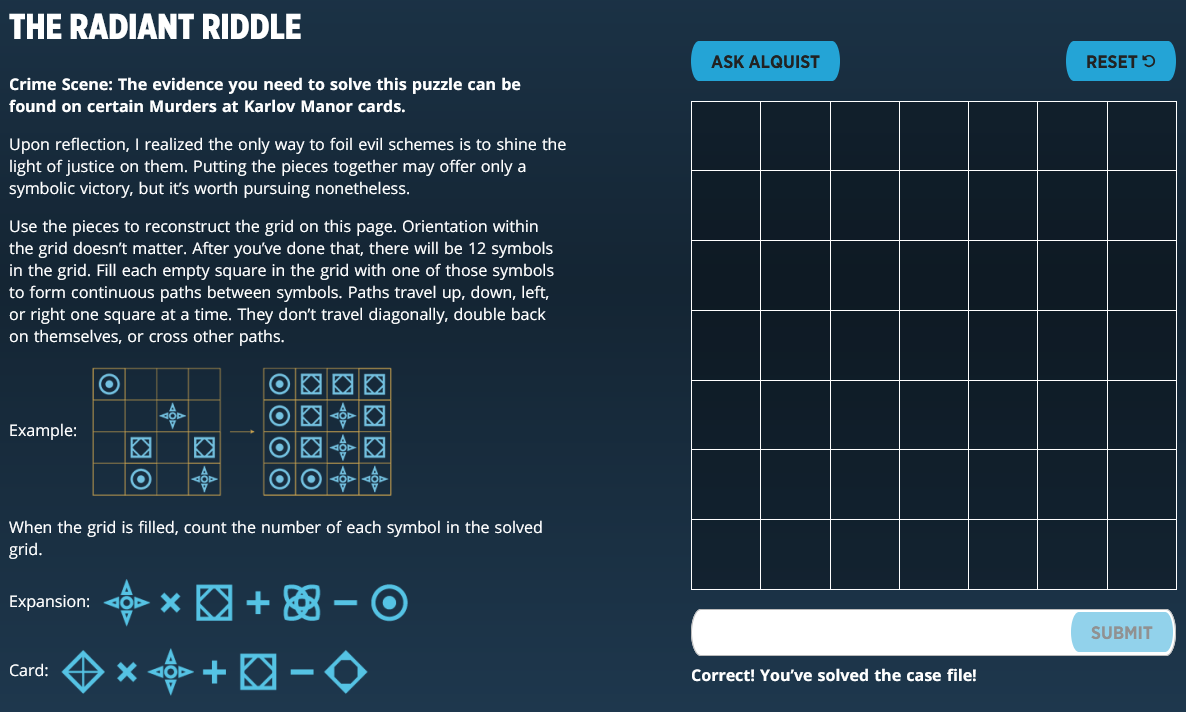 THE RADIANT RIDDLE
Crime Scene: The evidence you need to solve this puzzle can be
found on certain Murders at Karlov Manor cards.
Upon reflection, I realized the only way to foil evil schemes is to shine the
light of justice on them. Putting the pieces together may offer only a
symbolic victory, but it’s worth pursuing nonetheless.
Use the pieces to reconstruct the grid on this page. Orientation within
the grid doesn’t matter. After you’ve done that, there will be 12 symbols
in the grid. Fill each empty square in the grid with one of those symbols
to form continuous paths between symbols. Paths travel up, down, left,
or right one square at a time. They don’t travel diagonally, double back
on themselves, or cross other paths.
Example:
When the grid is filled, count the number of each symbol in the solved
grid.
Expansion: × + −
Card: × + −
ASK ALQUIST
RESET
SUBMIT
Correct! You’ve solved the case file!